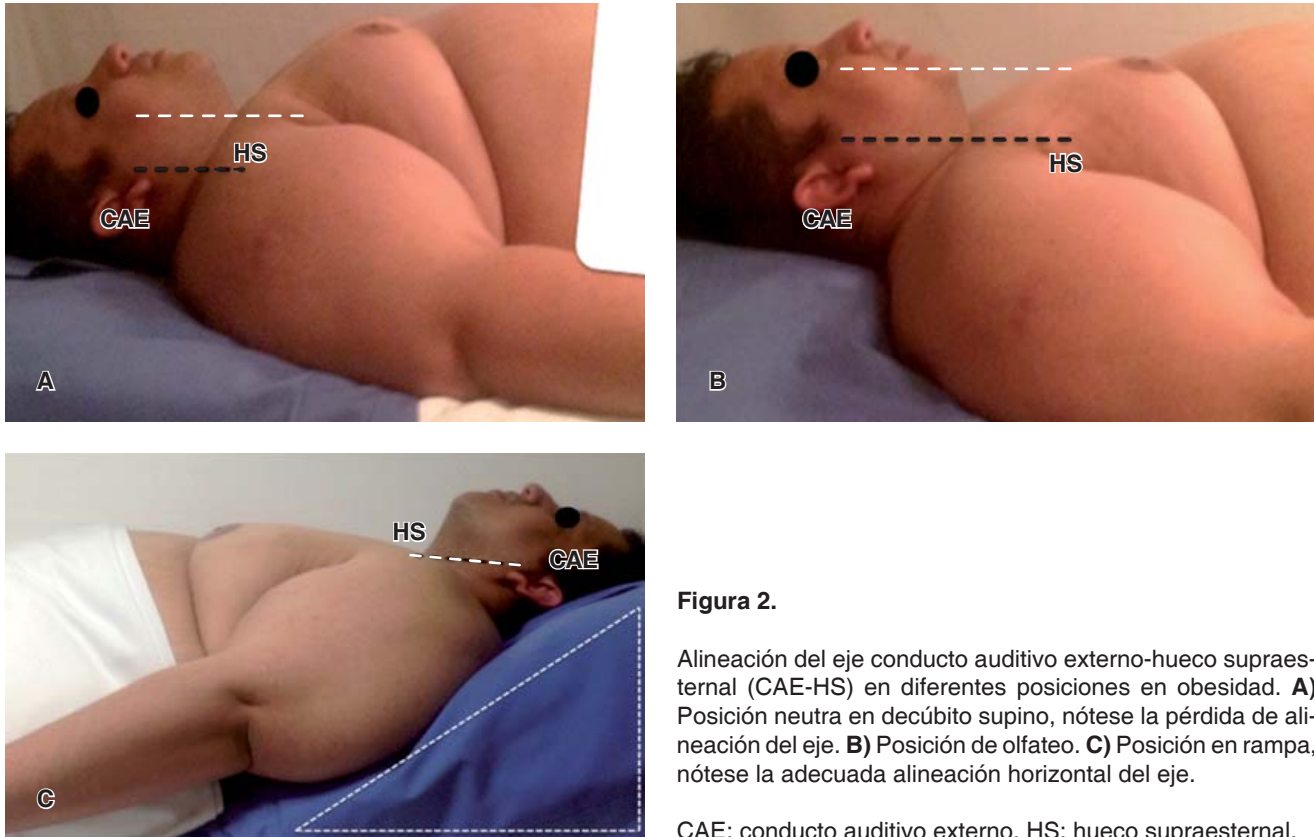 HS
CAE
A
HS
CAE
B
HS
CAE
C
Figura 2.
Alineación del eje conducto auditivo externo-hueco supraes-
ternal (CAE-HS) en diferentes posiciones en obesidad. A)
Posición neutra en decúbito supino, nótese la pérdida de ali-
neación del eje. B) Posición de olfateo. C) Posición en rampa,
nótese la adecuada alineación horizontal del eje.
CAE: conducto auditivo externo, HS: hueco supraesternal.